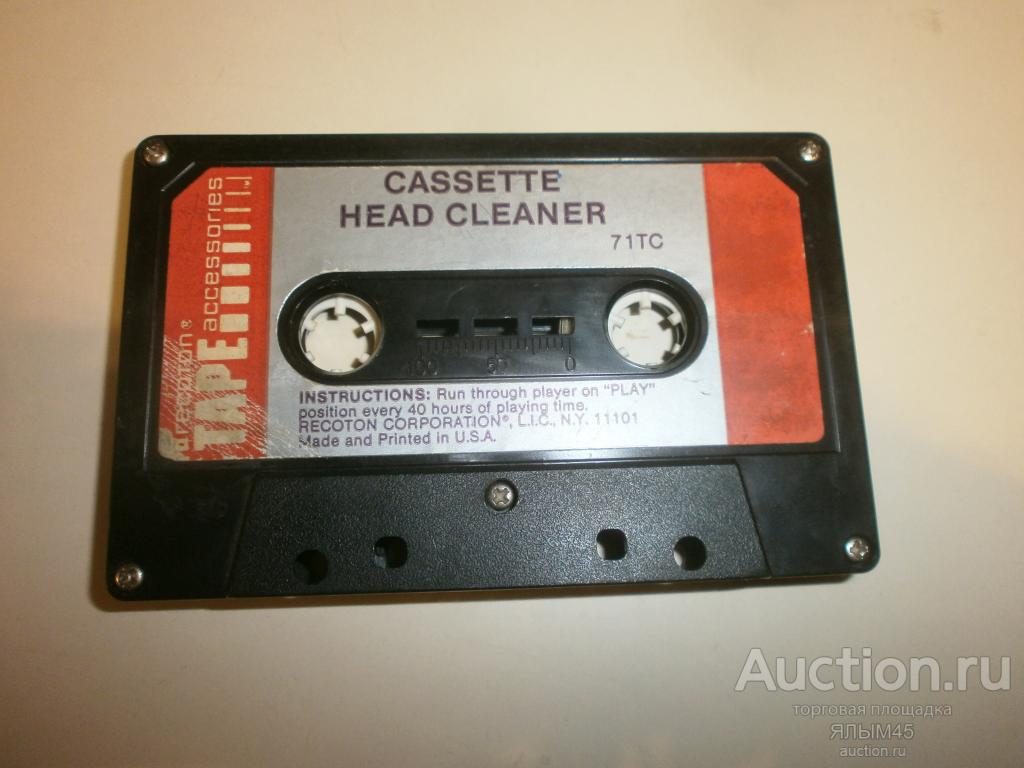 CASSETTE
HEAD CLEANER
71TC
recoton®
TAPE
accessories
100 50 0
INSTRUCTIONS: Run through player on "PLAY"
position every 40 hours of playing time.
RECOTON CORPORATION®, L.I.C., N.Y. 11101
Made and Printed in U.S.A.
Auction.ru
торговая площадка
ЯЛЫМ45
auction.ru